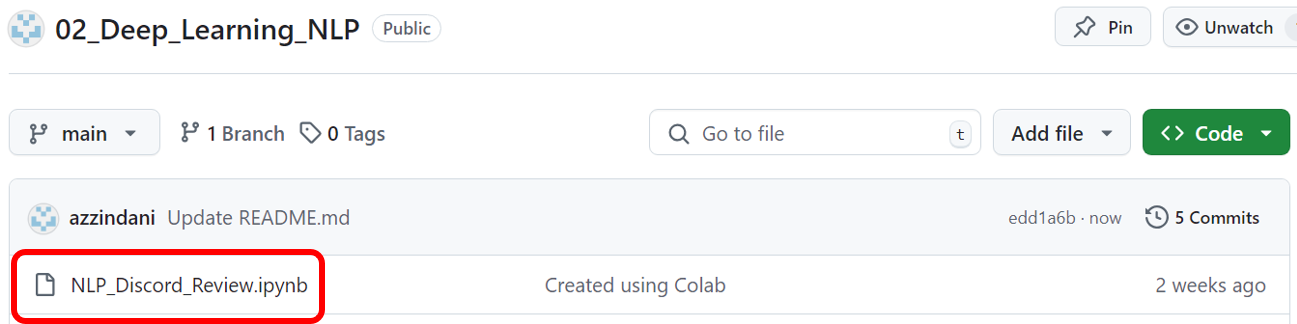 02_Deep_Learning_NLP Public Pin Unwatch
main 1 Branch 0 Tags Go to file t Add file Code
azzindani Update README.md edd1a6b · now 5 Commits
NLP_Discord_Review.ipynb Created using Colab 2 weeks ago